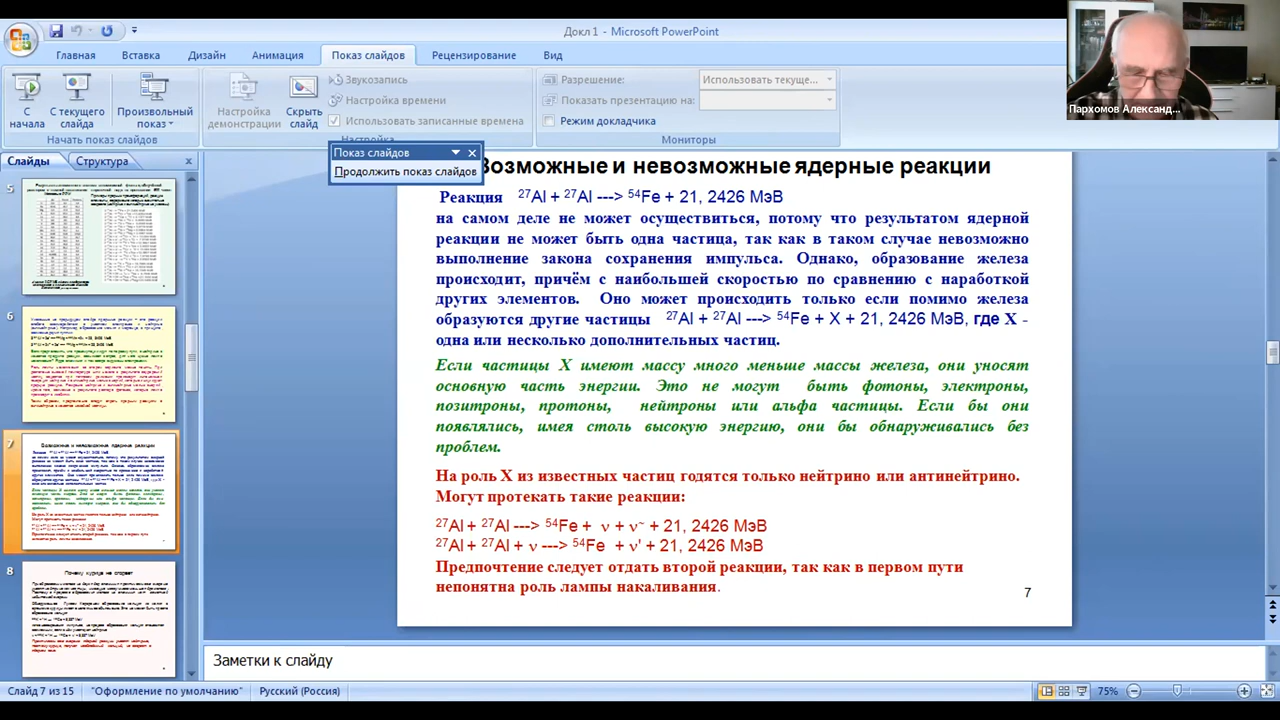 Докл 1 - Microsoft PowerPoint
Главная Вставка Дизайн Анимация Показ слайдов Рецензирование Вид
С начала
С текущего слайда
Произвольный показ
Начать показ слайдов
Настройка демонстрации
Скрыть слайд
Звукозапись
Настройка времени
Использовать записанные времена
Настройка
Разрешение: Использовать текуще...
Показать презентацию на:
Режим докладчика
Мониторы
Пархомов Александ...
Показ слайдов
Продолжить показ слайдов
Слайды Структура
5
6
7
8
Возможные и невозможные ядерные реакции
Почему курица не сгорает
Возможные и невозможные ядерные реакции
Реакция ²⁷Al + ²⁷Al ---> ⁵⁴Fe + 21, 2426 МэВ
на самом деле не может осуществиться, потому что результатом ядерной
реакции не может быть одна частица, так как в таком случае невозможно
выполнение закона сохранения импульса. Однако, образование железа
происходит, причём с наибольшей скоростью по сравнению с наработкой
других элементов. Оно может происходить только если помимо железа
образуются другие частицы ²⁷Al + ²⁷Al ---> ⁵⁴Fe + X + 21, 2426 МэВ, где X -
одна или несколько дополнительных частиц.
Если частицы X имеют массу много меньше массы железа, они уносят
основную часть энергии. Это не могут быть фотоны, электроны,
позитроны, протоны, нейтроны или альфа частицы. Если бы они
появлялись, имея столь высокую энергию, они бы обнаруживались без
проблем.
На роль X из известных частиц годятся только нейтрино или антинейтрино.
Могут протекать такие реакции:
²⁷Al + ²⁷Al ---> ⁵⁴Fe + ν + ν~ + 21, 2426 МэВ
²⁷Al + ²⁷Al + ν ---> ⁵⁴Fe + ν' + 21, 2426 МэВ
Предпочтение следует отдать второй реакции, так как в первом пути
непонятна роль лампы накаливания.
7
Заметки к слайду
Слайд 7 из 15 "Оформление по умолчанию" Русский (Россия) 75%